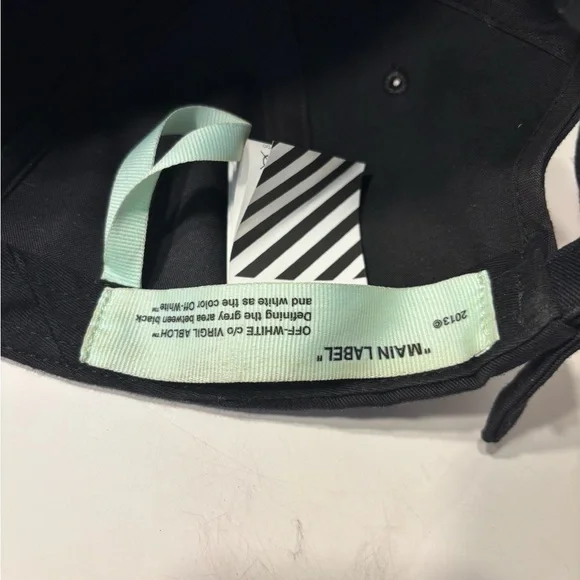 "MAIN LABEL"
OFF-WHITE c/o VIRGIL ABLOH™
Defining the grey area between black
and white as the color Off-White™
2013©